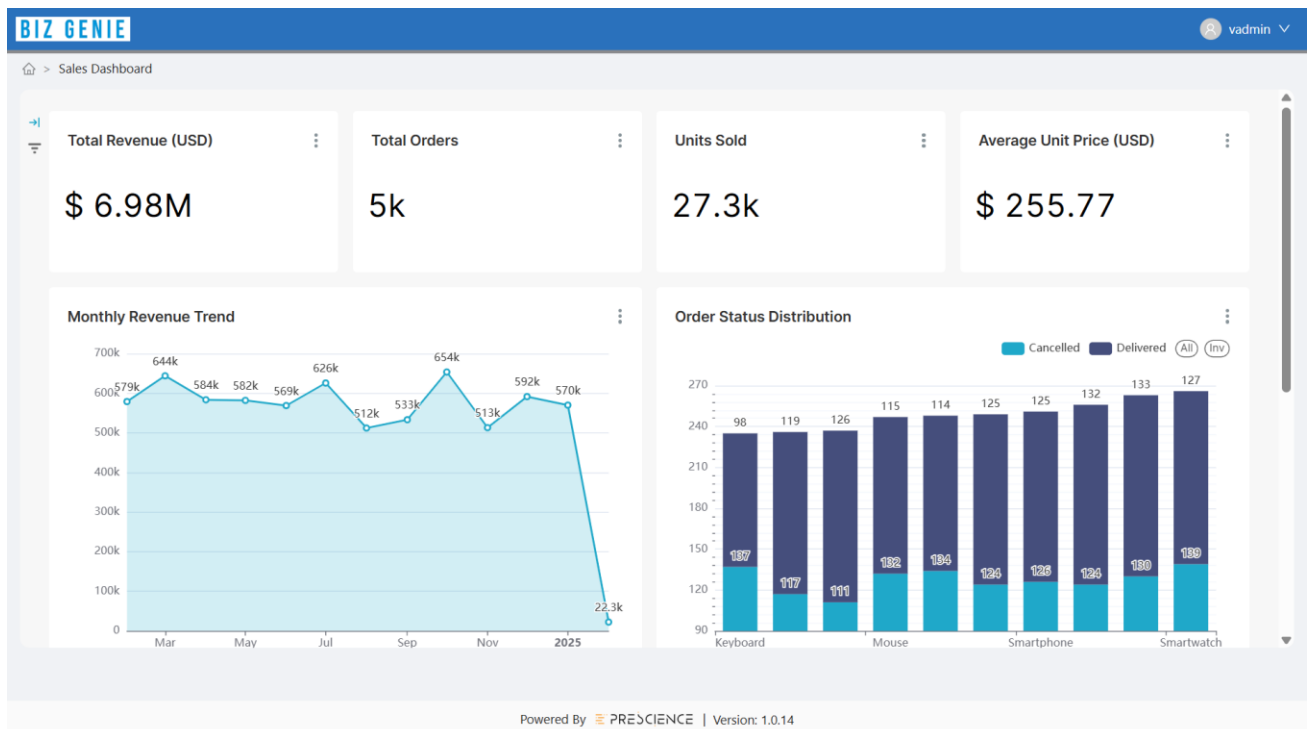 BIZ GENIE
vadmin
> Sales Dashboard
Total Revenue (USD)
$ 6.98M
Total Orders
5k
Units Sold
27.3k
Average Unit Price (USD)
$ 255.77
Monthly Revenue Trend
700k
600k
500k
400k
300k
200k
100k
0
579k
644k
584k
582k
569k
626k
512k
533k
654k
513k
592k
570k
22.3k
Mar May Jul Sep Nov 2025
Order Status Distribution
Cancelled Delivered All Inv
270
240
210
180
150
120
90
98 119 126 115 114 125 125 132 133 127
137 117 111 132 134 124 126 124 130 139
Keyboard Mouse Smartphone Smartwatch
Powered By PRESCIENCE | Version: 1.0.14